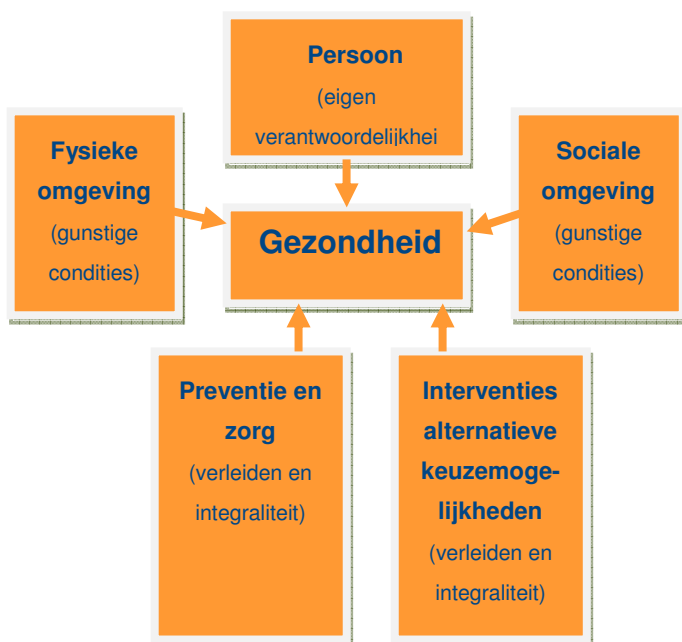 Persoon
(eigen
verantwoordelijkhei
Fysieke
omgeving
(gunstige
condities)
Sociale
omgeving
(gunstige
condities)
Gezondheid
Preventie en
zorg
(verleiden en
integraliteit)
Interventies
alternatieve
keuzemoge-
lijkheden
(verleiden en
integraliteit)